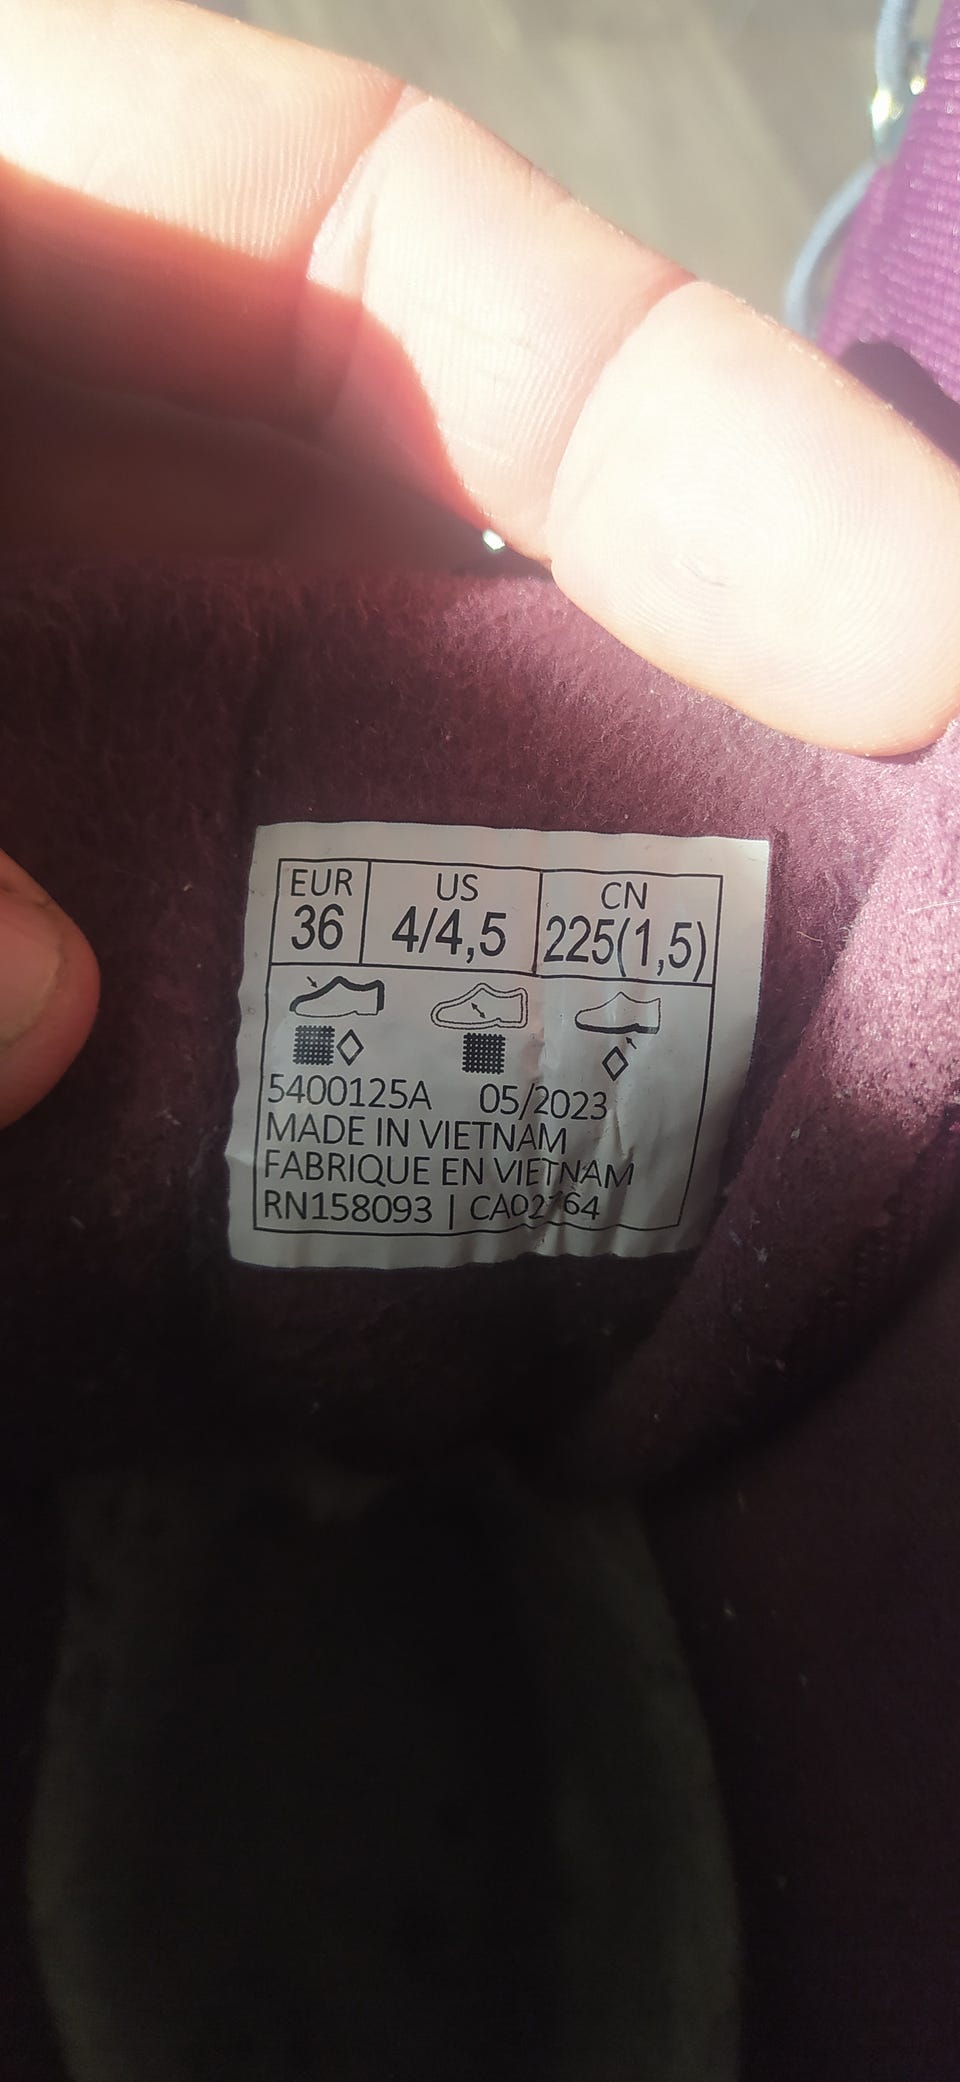 EUR US CN
36 4/4,5 225(1,5)
5400125A 05/2023
MADE IN VIETNAM
FABRIQUE EN VIETNAM
RN158093 |